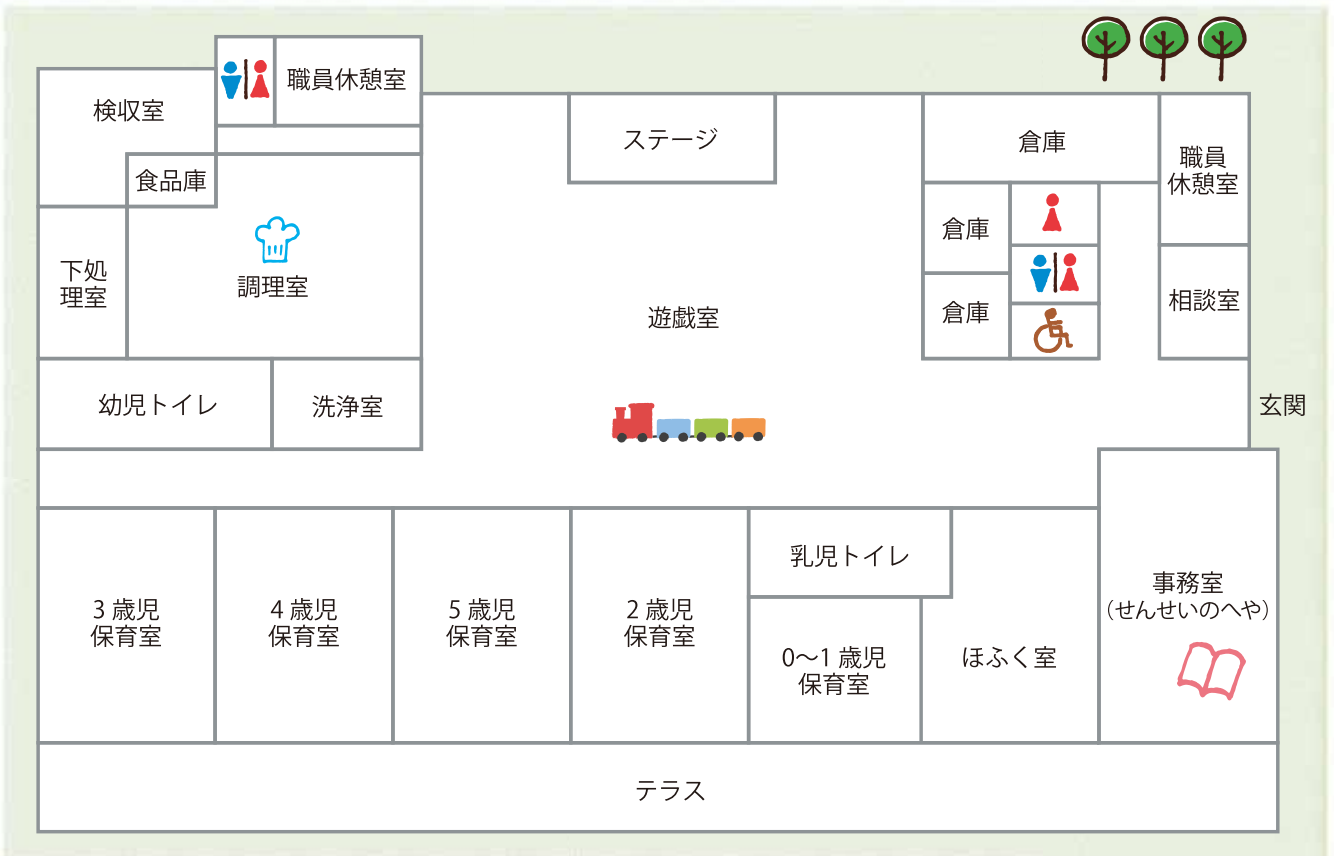 職員休憩室
検収室
食品庫
下処
理室
調理室
幼児トイレ
洗浄室
ステージ
遊戯室
倉庫
倉庫
倉庫
職員
休憩室
相談室
玄関
3 歳児
保育室
4 歳児
保育室
5 歳児
保育室
2 歳児
保育室
乳児トイレ
0〜1 歳児
保育室
ほふく室
事務室
(せんせいのへや)
テラス